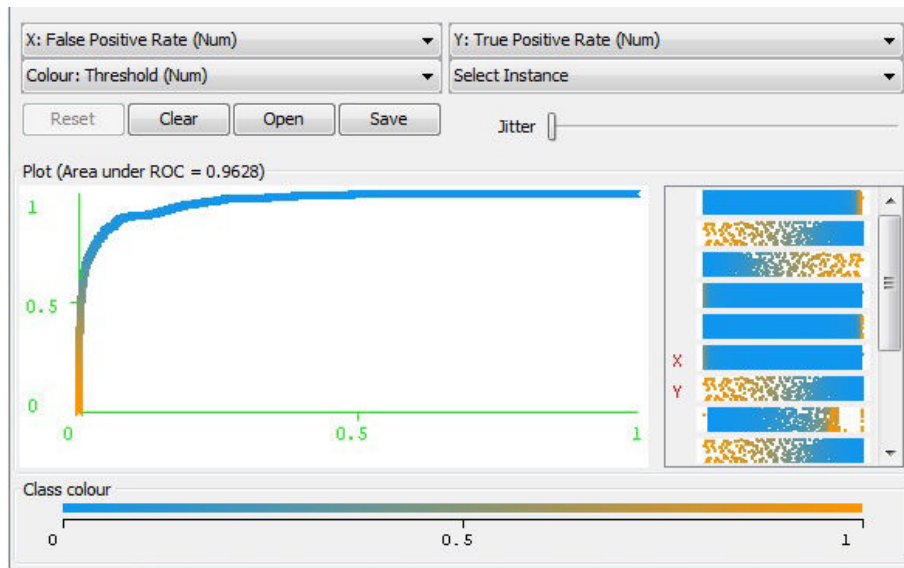 X: False Positive Rate (Num) Y: True Positive Rate (Num)
Colour: Threshold (Num) Select Instance
Reset Clear Open Save Jitter
Plot (Area under ROC = 0.9628)
1
0.5
0
0 0.5 1
X
Y
Class colour
0 0.5 1